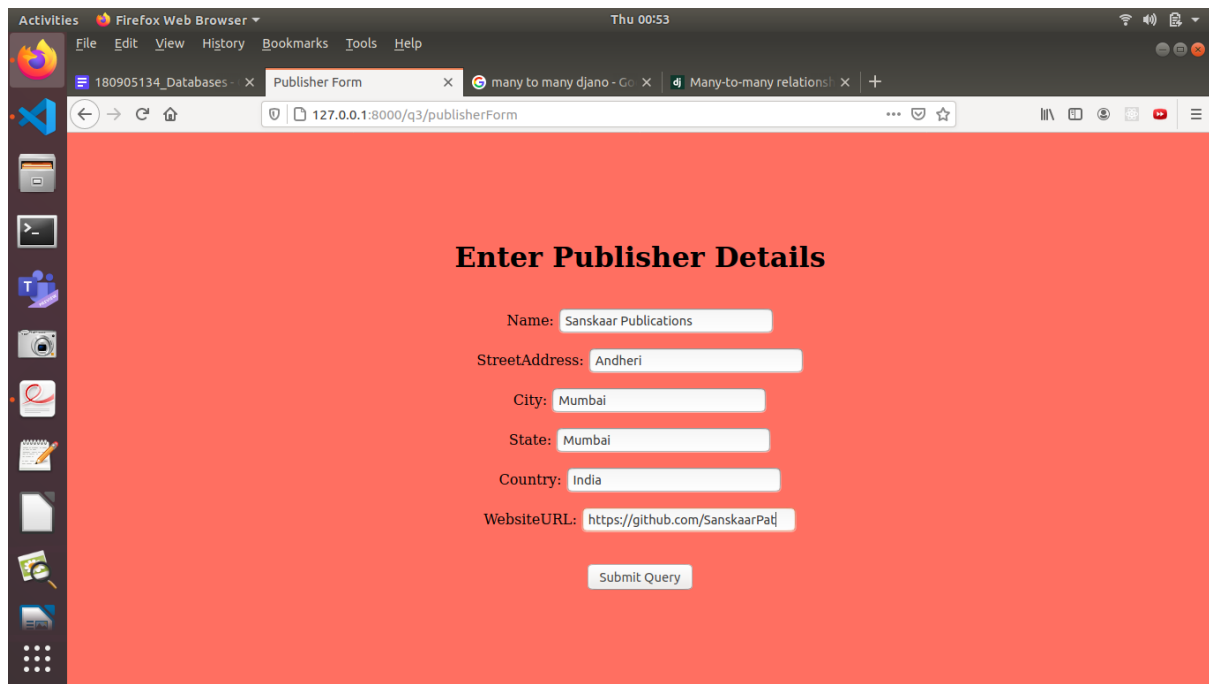 Activities Firefox Web Browser Thu 00:53
File Edit View History Bookmarks Tools Help
180905134_Databases - Publisher Form many to many djano - Go dj Many-to-many relationsh
127.0.0.1:8000/q3/publisherForm
Enter Publisher Details
Name: Sanskaar Publications
StreetAddress: Andheri
City: Mumbai
State: Mumbai
Country: India
WebsiteURL: https://github.com/SanskaarPat
Submit Query